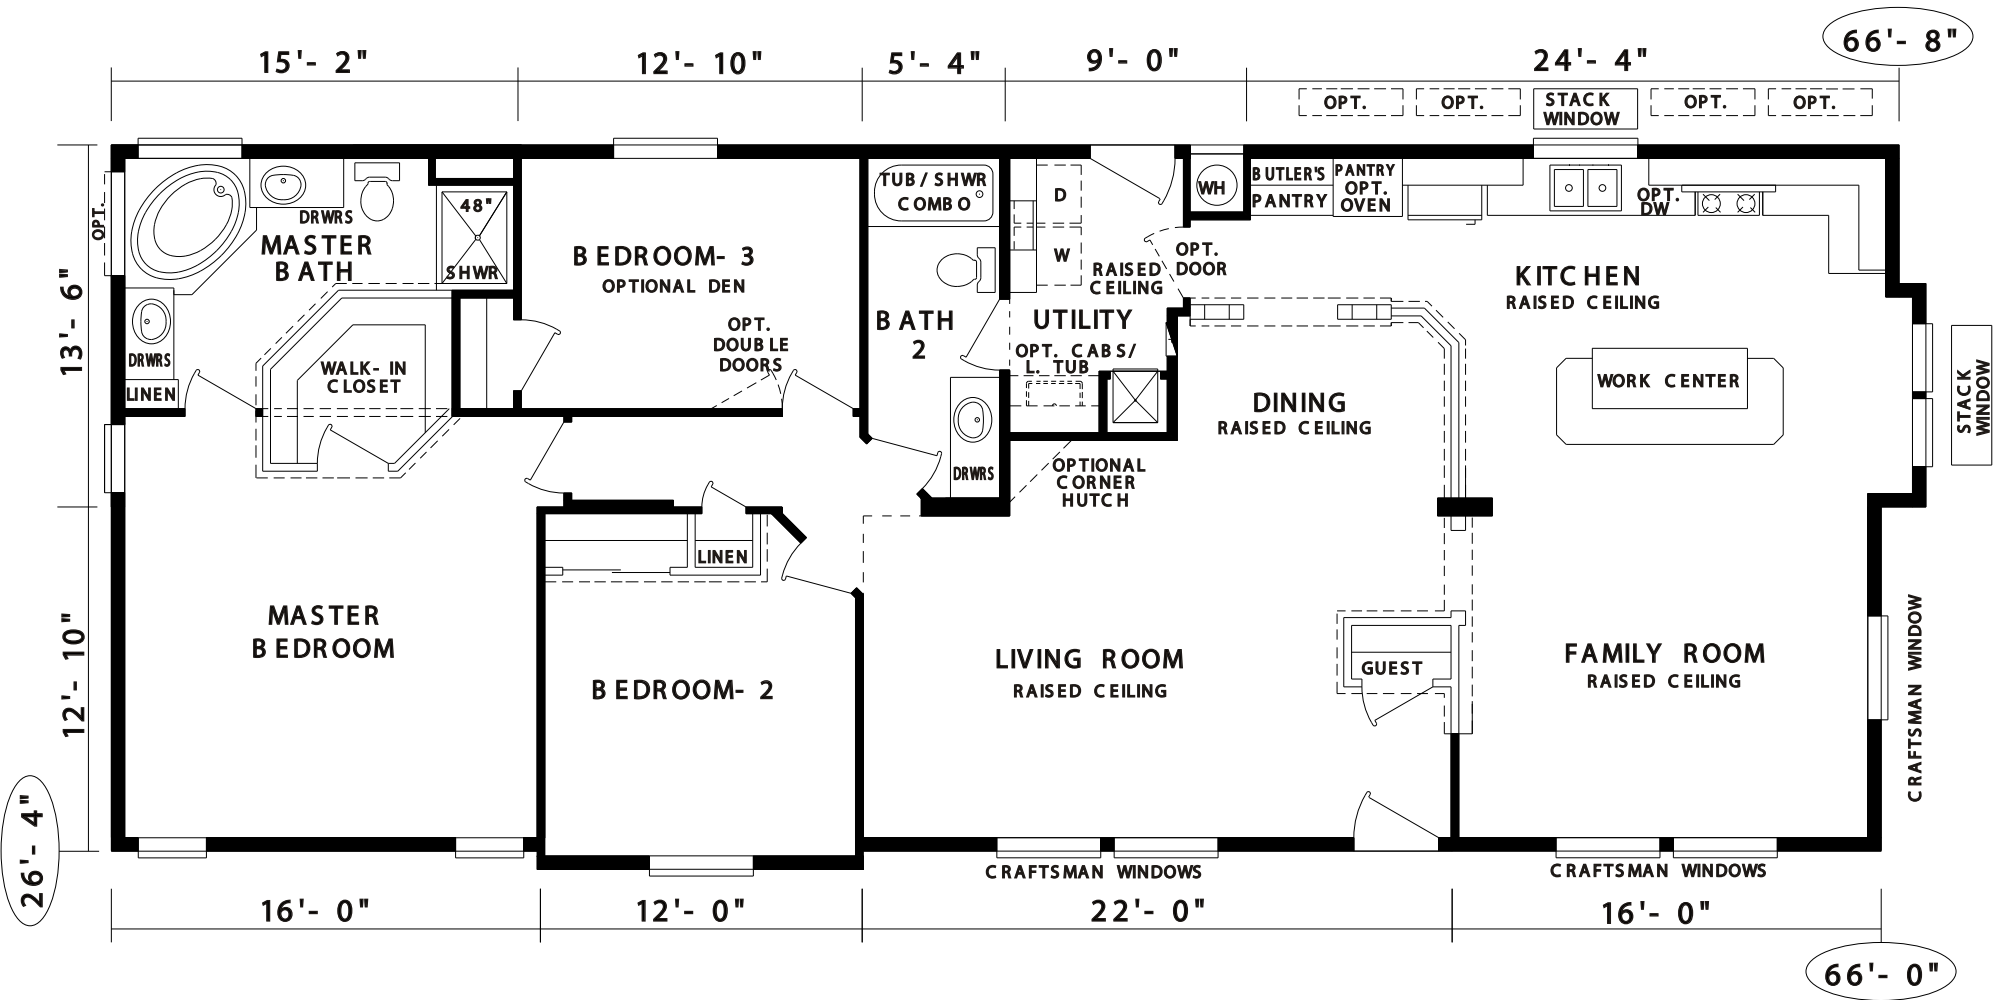 66'- 8"
15'- 2"
12'- 10"
5'- 4"
9'- 0"
24'- 4"
OPT.
OPT.
STACK
WINDOW
OPT.
OPT.
OPT.
DRWRS
MASTER
BATH
48"
SHWR
DRWRS
LINEN
WALK- IN
CLOSET
BEDROOM- 3
OPTIONAL DEN
OPT.
DOUBLE
DOORS
TUB / SHWR
COMBO
BATH
2
DRWRS
D
W
RAISED
CEILING
UTILITY
OPT. CABS/
L. TUB
OPT.
DOOR
WH
BUTLER'S
PANTRY
PANTRY
OPT.
OVEN
OPT.
DW
KITCHEN
RAISED CEILING
WORK CENTER
STACK
WINDOW
DINING
RAISED CEILING
OPTIONAL
CORNER
HUTCH
13'- 6"
12'- 10"
26'- 4"
MASTER
BEDROOM
LINEN
BEDROOM- 2
LIVING ROOM
RAISED CEILING
GUEST
FAMILY ROOM
RAISED CEILING
CRAFTSMAN WINDOW
CRAFTSMAN WINDOWS
CRAFTSMAN WINDOWS
16'- 0"
12'- 0"
22'- 0"
16'- 0"
66'- 0"